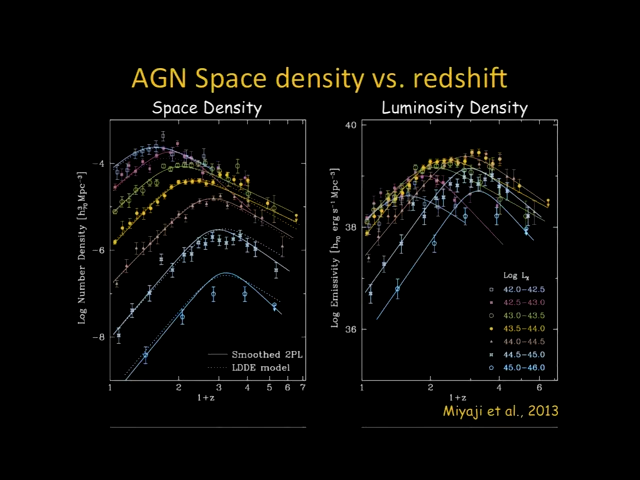 AGN Space density vs. redshift
Space Density
Luminosity Density
Log Number Density [h³₇₀ Mpc⁻³]
-4
-6
-8
1 2 3 4 5 6 7
1+z
Smoothed 2PL
LDDE model
Log Emissivity [h₇₀ erg s⁻¹ Mpc⁻³]
40
38
36
1 2 4 6
1+z
Log Lx
42.0-42.5
42.5-43.0
43.0-43.5
43.5-44.0
44.0-44.5
44.5-45.0
45.0-46.0
Miyaji et al., 2013